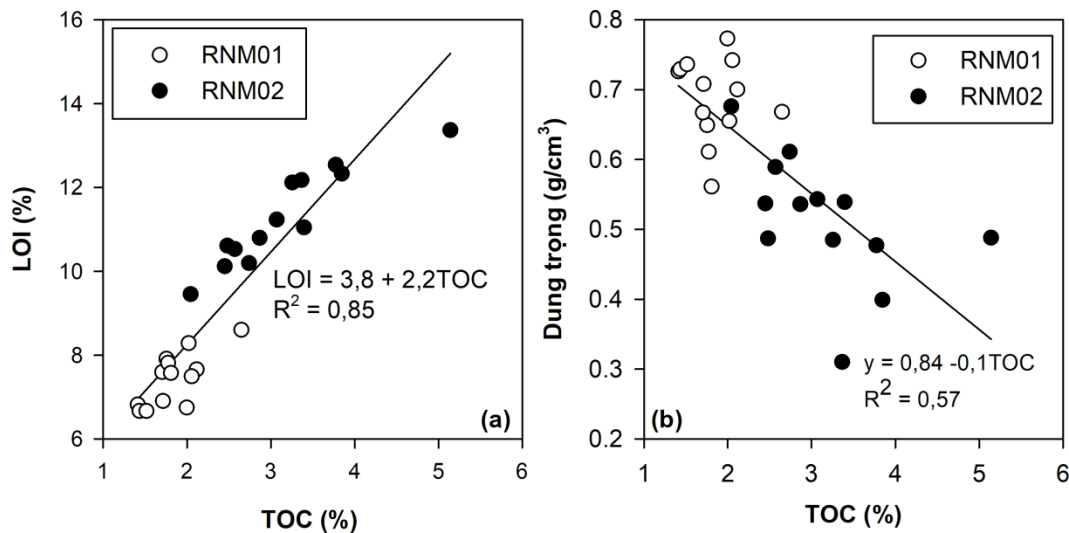 16
14
12
10
8
6
LOI (%)
RNM01
RNM02
LOI = 3,8 + 2,2TOC
R² = 0,85
(a)
1 2 3 4 5 6
TOC (%)
0.8
0.7
0.6
0.5
0.4
0.3
0.2
Dung trọng (g/cm³)
RNM01
RNM02
y = 0,84 -0,1TOC
R² = 0,57
(b)
1 2 3 4 5 6
TOC (%)